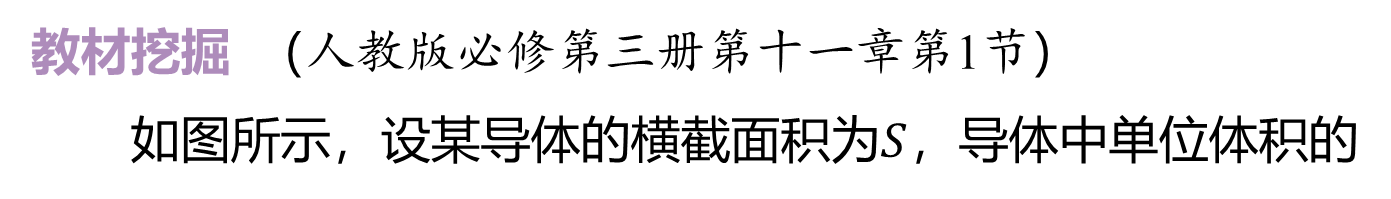 教材挖掘 (人教版必修第三册第十一章第1节)
如图所示，设某导体的横截面积为S，导体中单位体积的